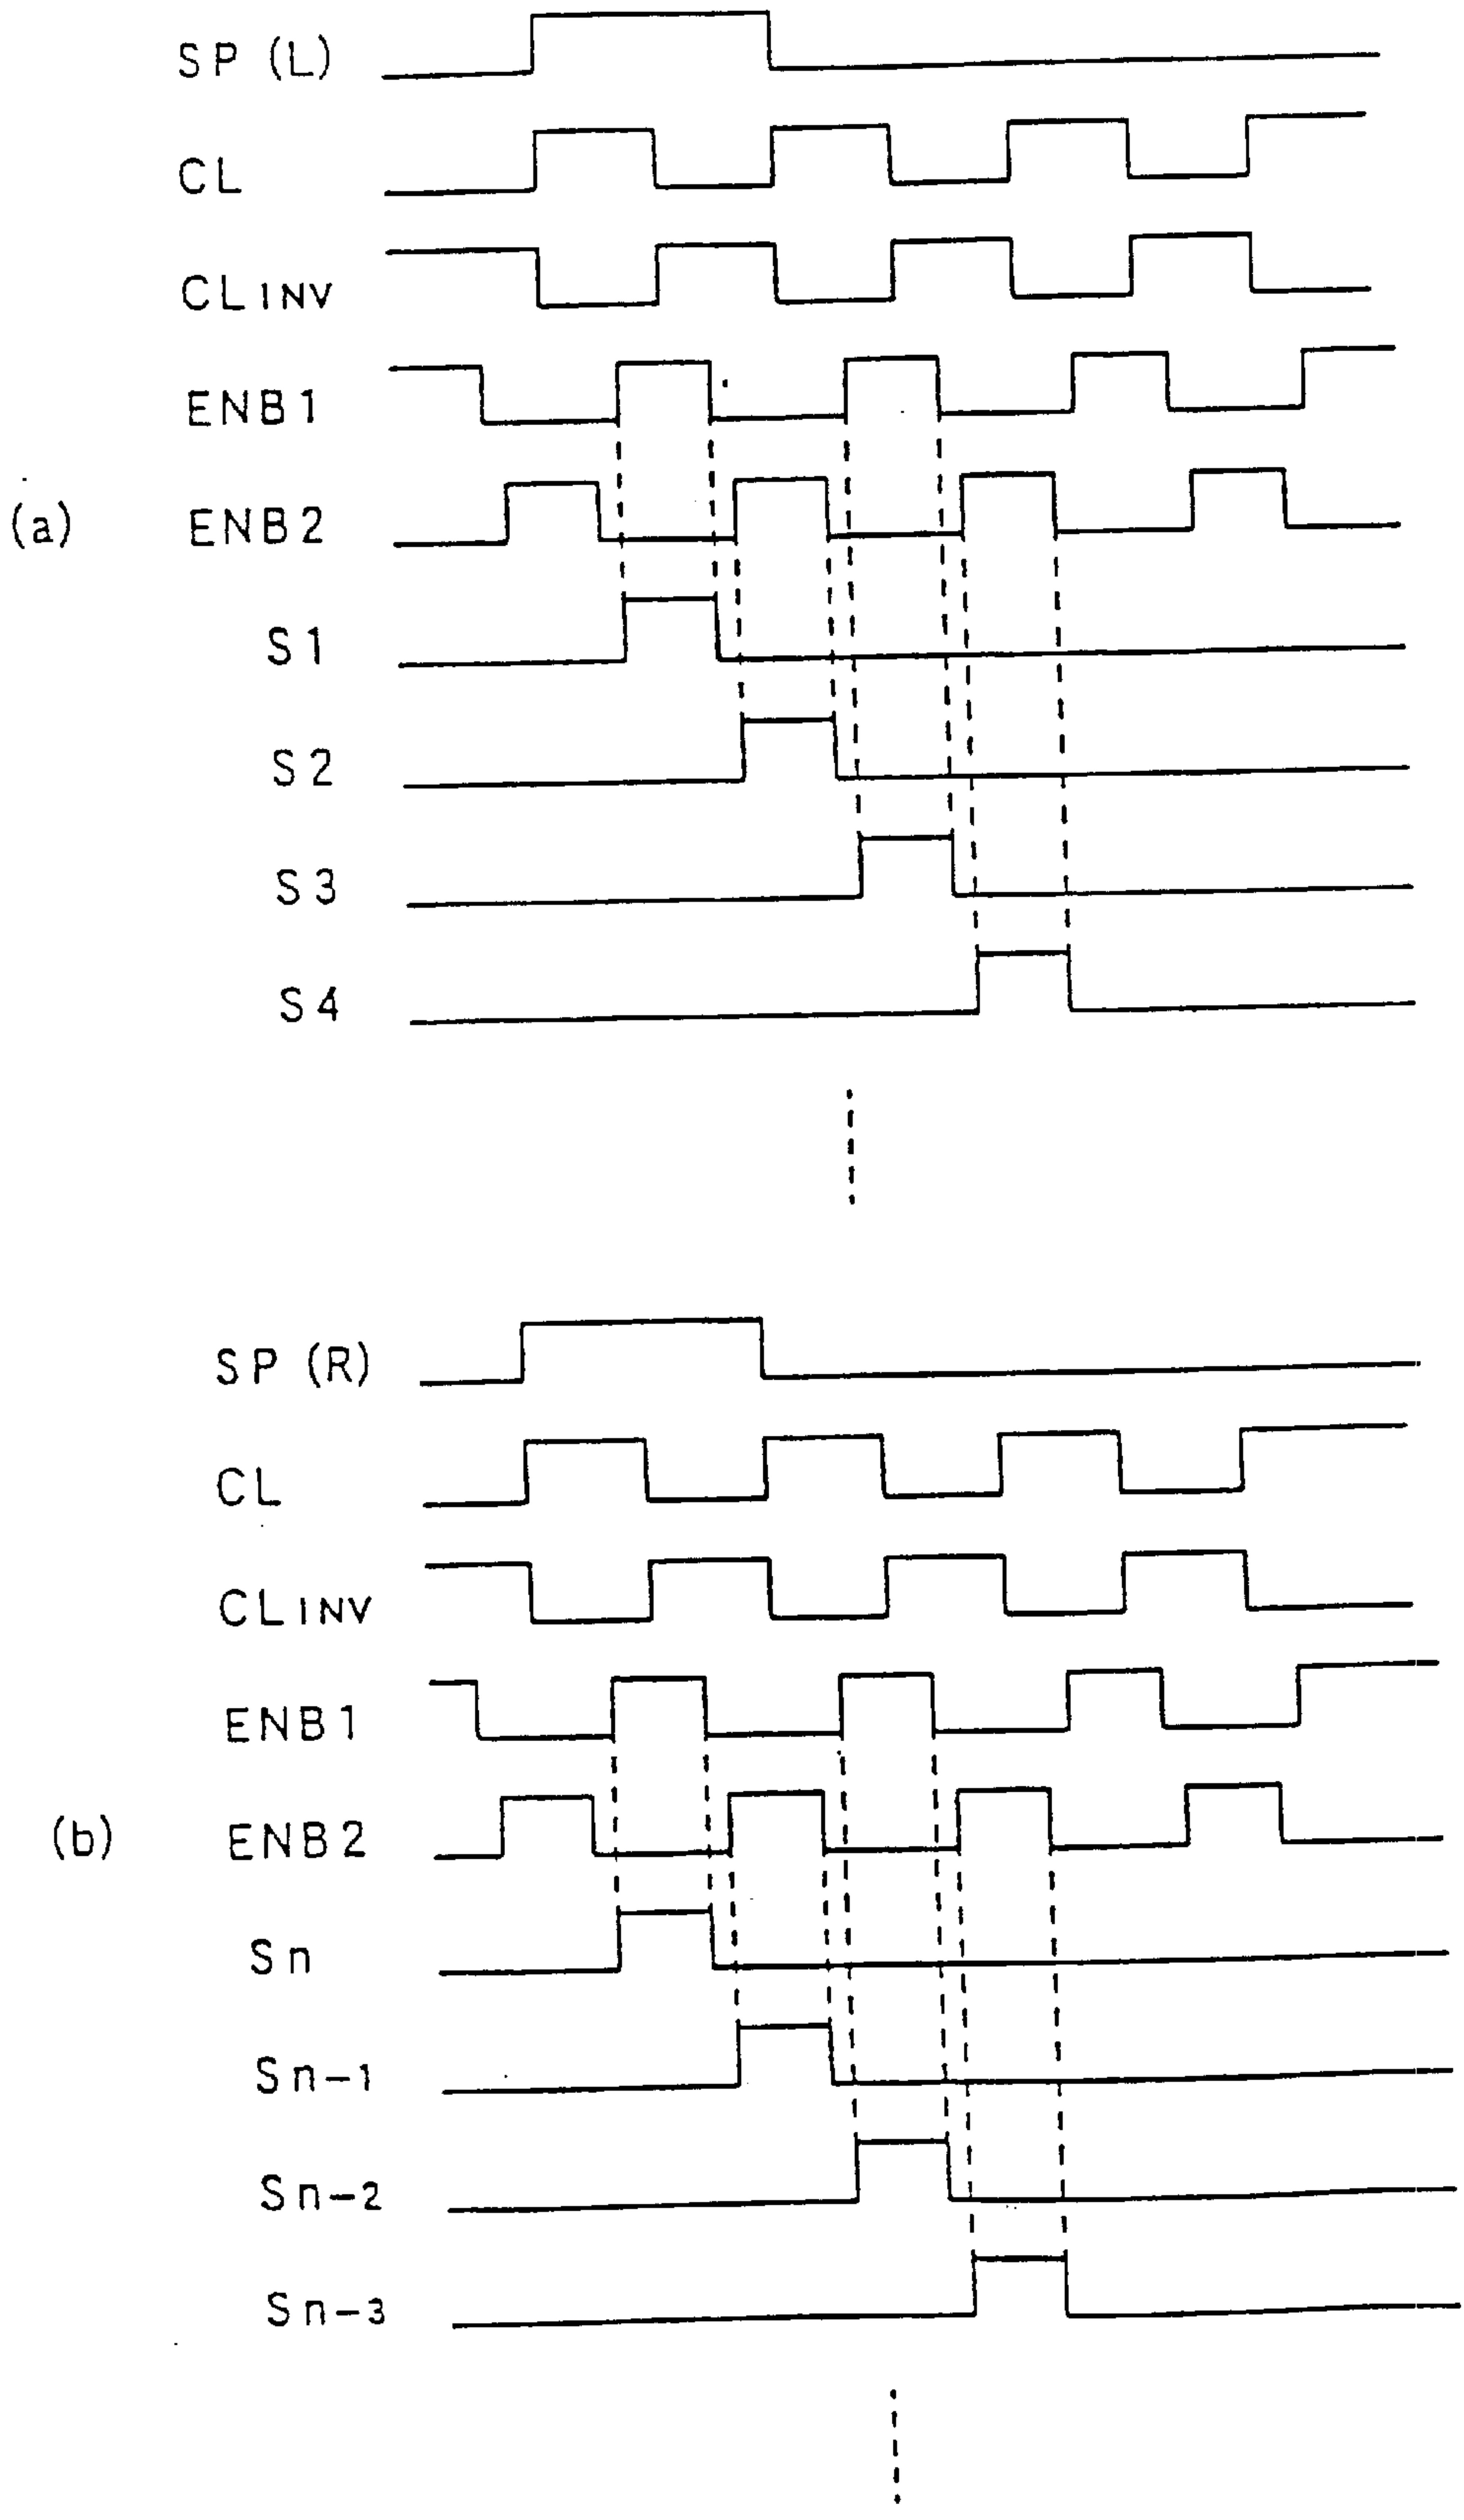 SP (L)
CL
CLINV
ENB1
(a) ENB2
S1
S2
S3
S4
SP (R)
CL
CLINV
ENB1
(b) ENB2
Sn
Sn-1
Sn-2
Sn-3